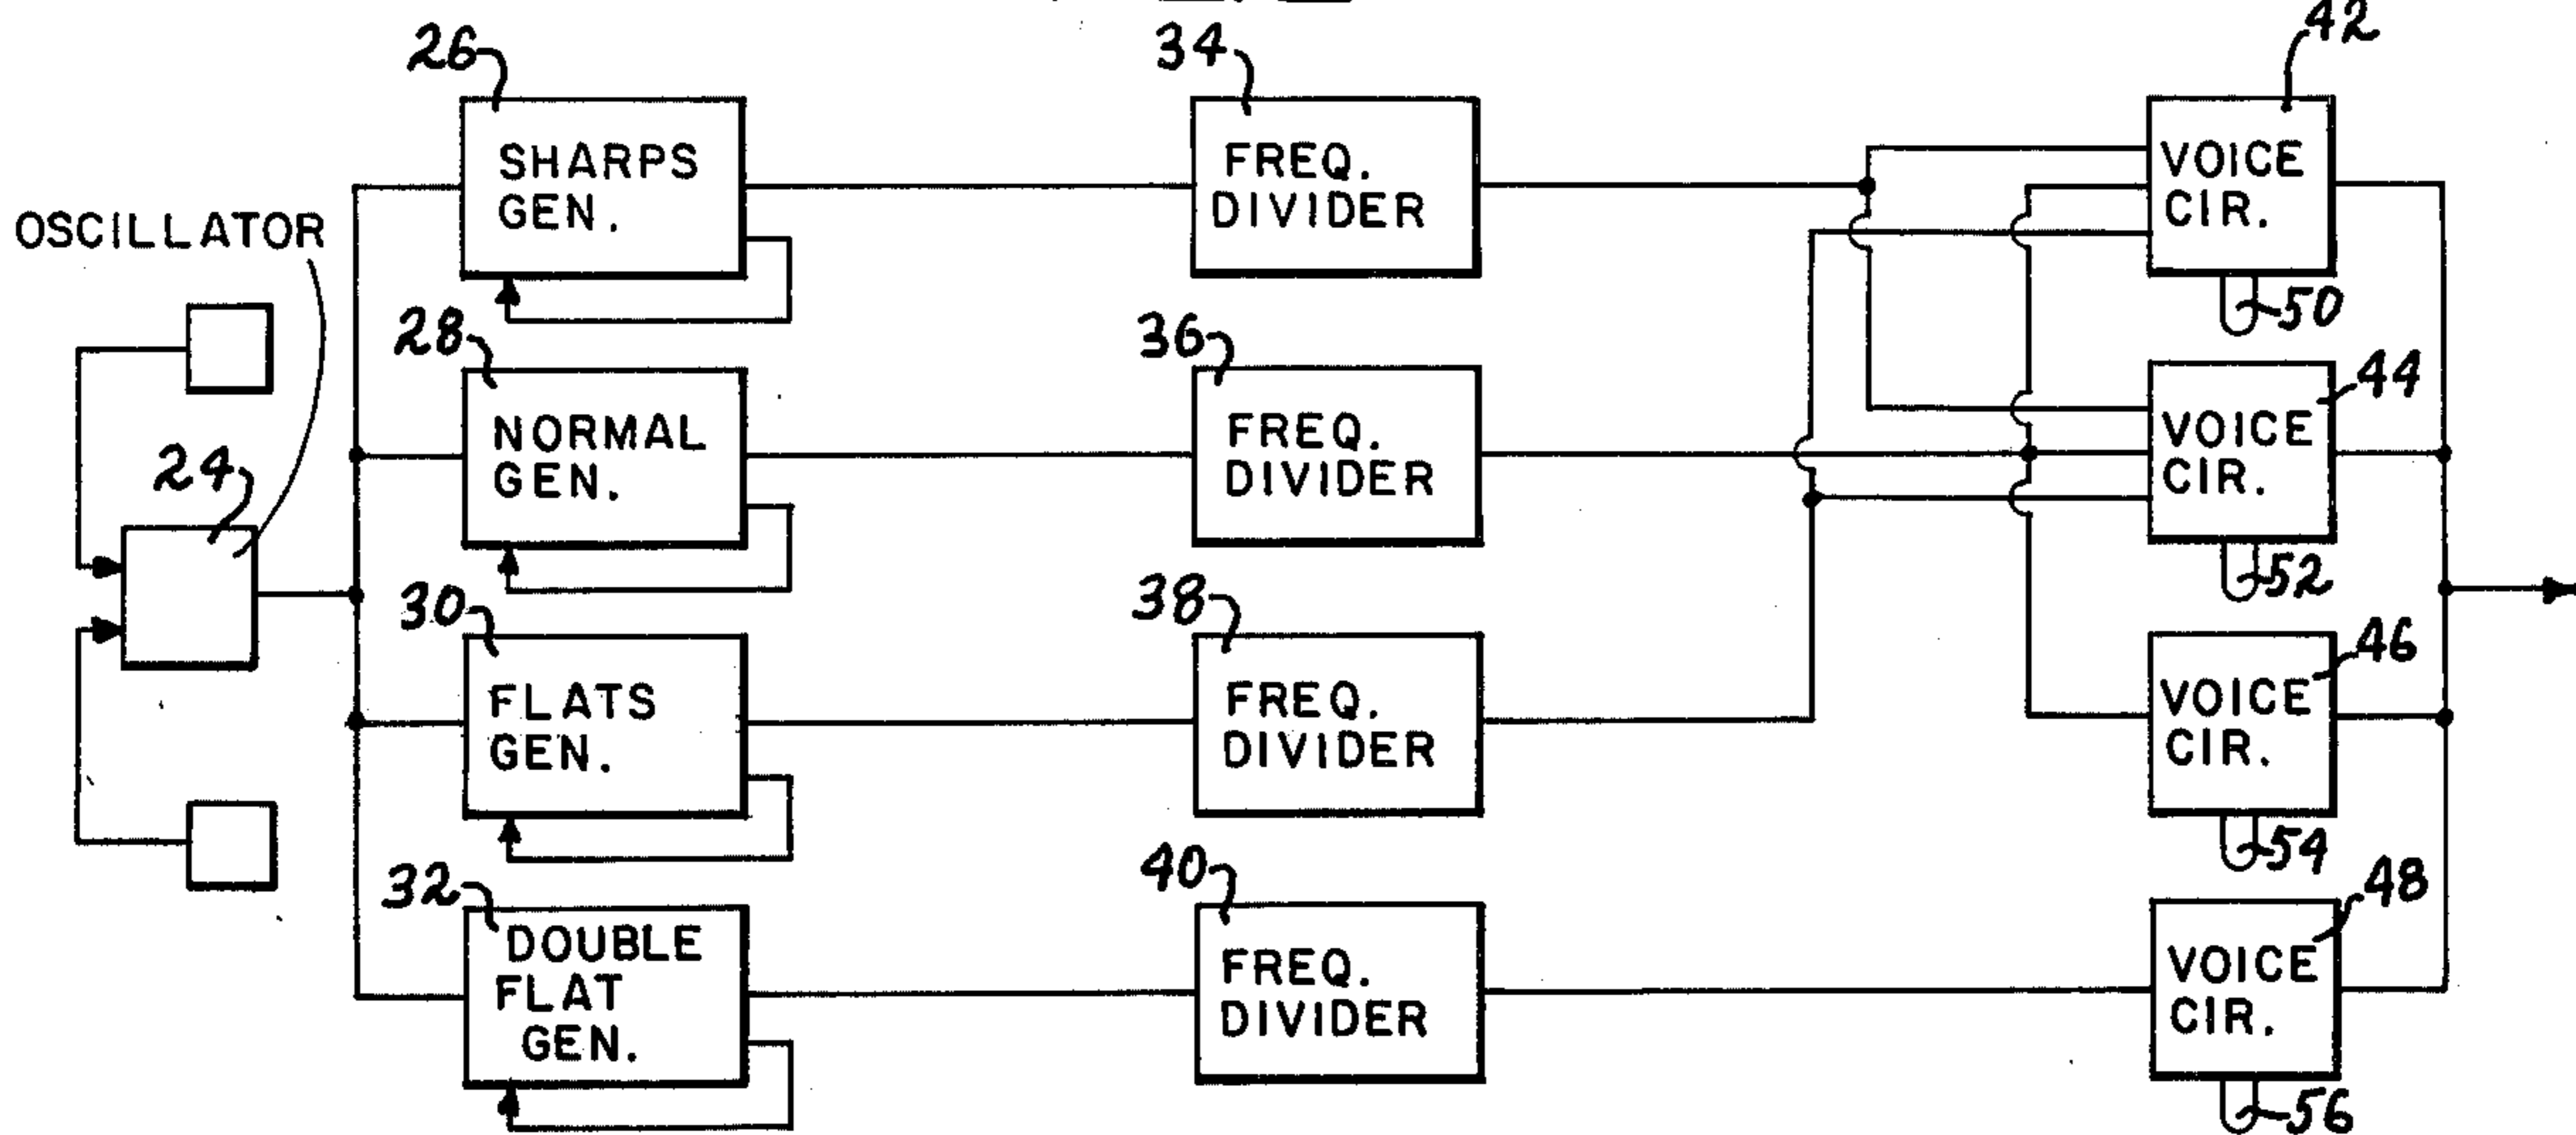 26
34
42
SHARPS
GEN.
FREQ.
DIVIDER
VOICE
CIR.
OSCILLATOR
50
28
36
44
NORMAL
GEN.
FREQ.
DIVIDER
VOICE
CIR.
24
52
30
38
46
FLATS
GEN.
FREQ.
DIVIDER
VOICE
CIR.
54
32
40
48
DOUBLE
FLAT
GEN.
FREQ.
DIVIDER
VOICE
CIR.
56